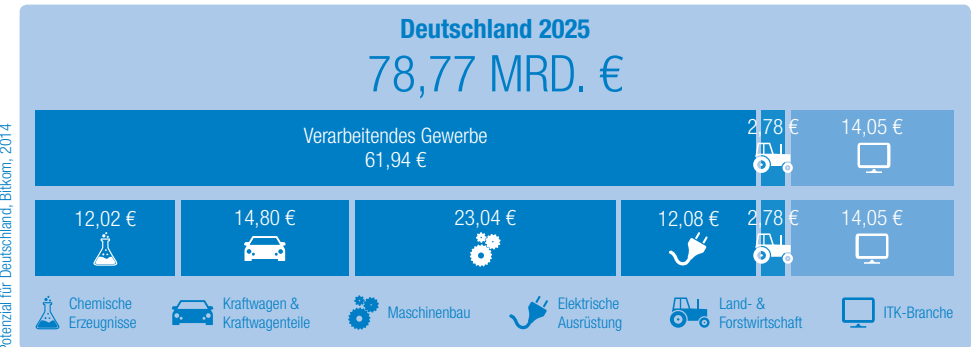 Deutschland 2025
78,77 MRD. €
Verarbeitendes Gewerbe
61,94 €
2,78 €
14,05 €
12,02 €
14,80 €
23,04 €
12,08 €
2,78 €
14,05 €
Chemische
Erzeugnisse
Kraftwagen &
Kraftwagenteile
Maschinenbau
Elektrische
Ausrüstung
Land- &
Forstwirtschaft
ITK-Branche
Potenzial für Deutschland, Bitkom, 2014